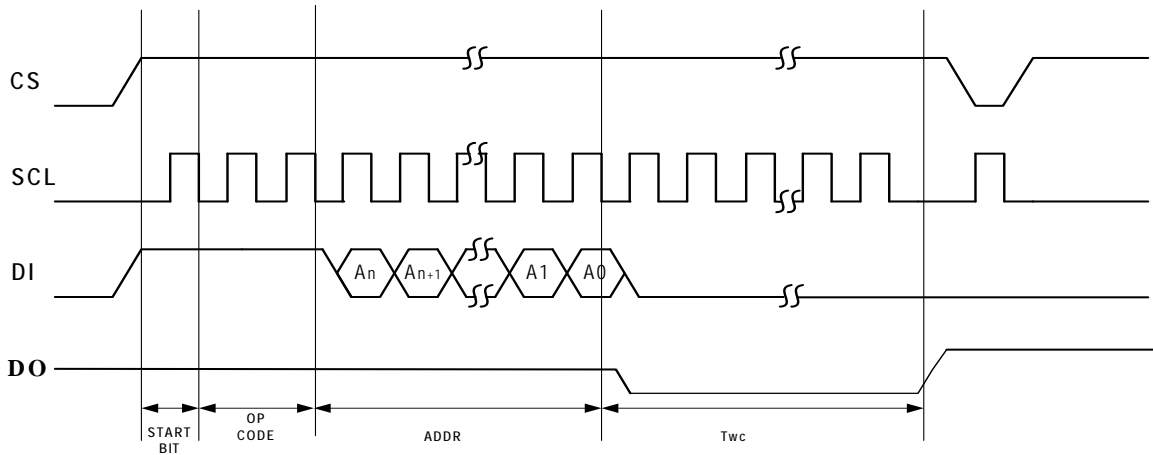 CS
SCL
DI
An An+1 A1 A0
DO
START BIT
OP CODE
ADDR
Twc